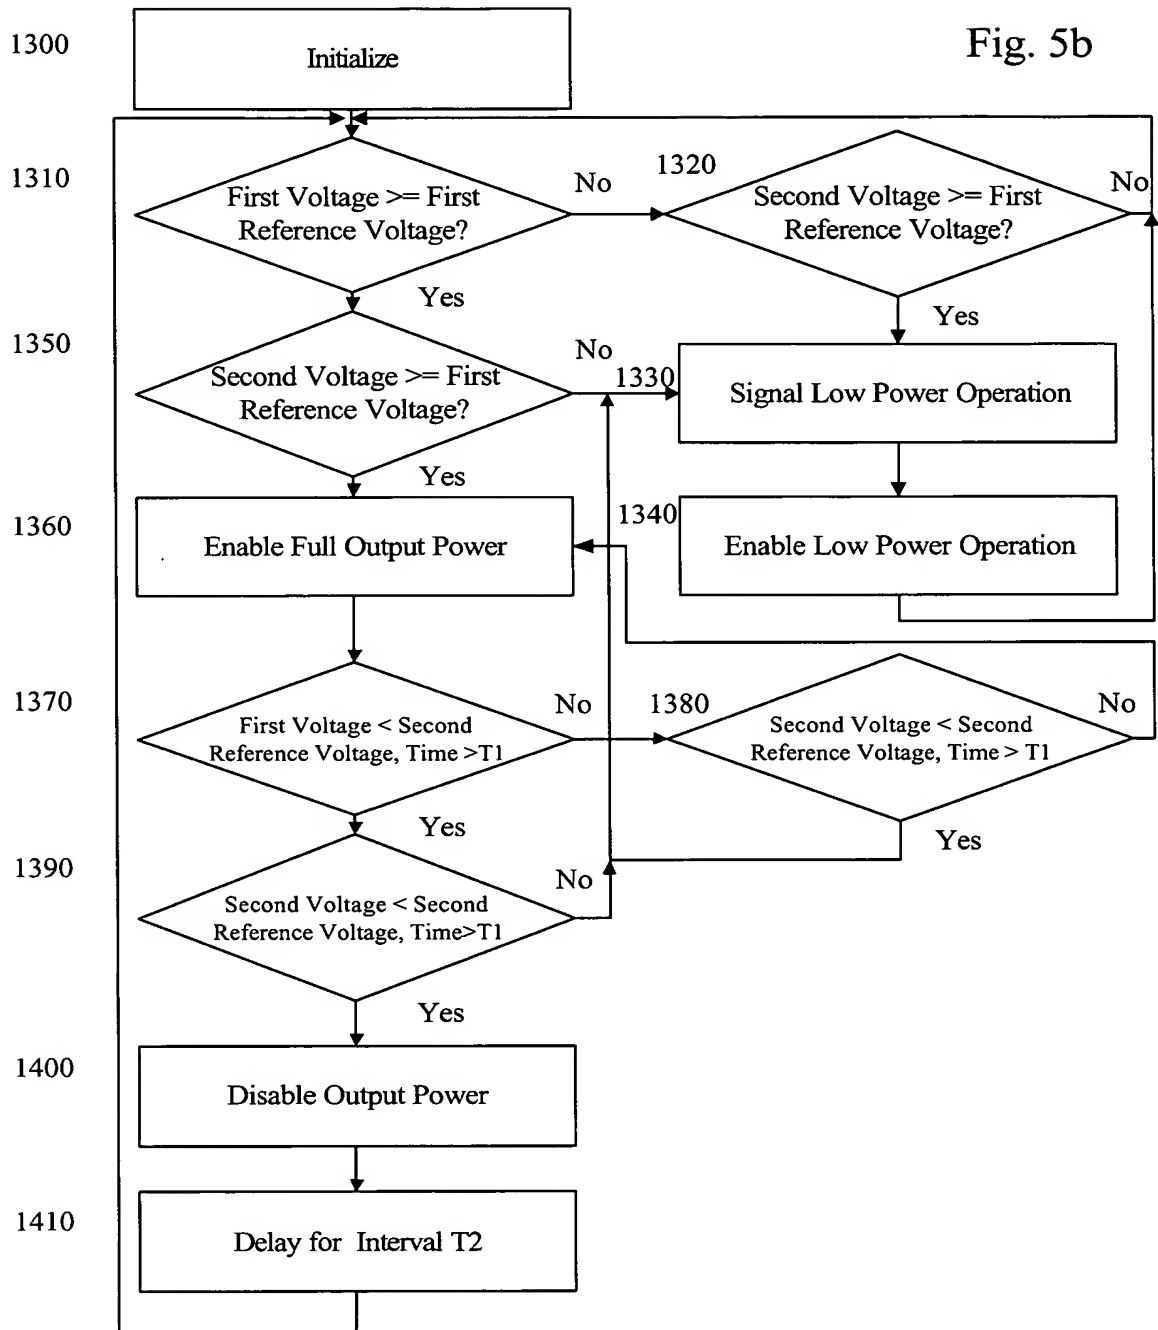 Fig. 5b
1300
Initialize
1310
First Voltage >= First
Reference Voltage?
No
1320
Second Voltage >= First
Reference Voltage?
No
Yes
Yes
1350
Second Voltage >= First
Reference Voltage?
No
1330
Signal Low Power Operation
Yes
1360
Enable Full Output Power
1340
Enable Low Power Operation
1370
First Voltage < Second
Reference Voltage, Time >T1
No
1380
Second Voltage < Second
Reference Voltage, Time > T1
No
Yes
Yes
1390
Second Voltage < Second
Reference Voltage, Time>T1
No
Yes
1400
Disable Output Power
1410
Delay for Interval T2